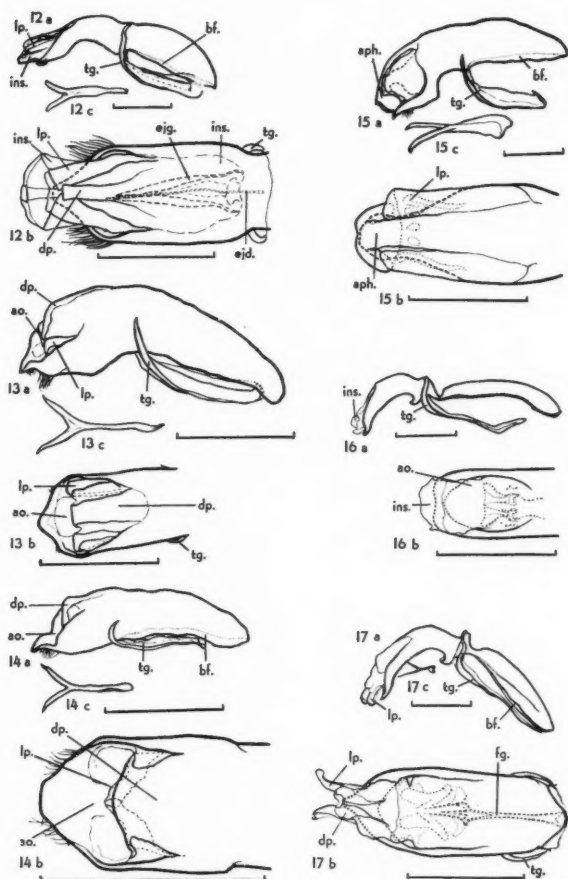 lp.
12 a
bf.
ins.
tg.
12 c
ins.
lp.
ejg.
ins.
tg.
dp.
ejd.
12 b
dp.
ao.
lp.
13 a
tg.
13 c
lp.
ao.
dp.
13 b
tg.
dp.
ao.
14 a
tg.
bf.
14 c
dp.
lp.
ao.
14 b
aph.
bf.
tg.
15 a
15 c
lp.
aph.
15 b
ins.
tg.
16 a
ao.
ins.
16 b
17 a
17 c
tg.
lp.
bf.
lp.
fg.
dp.
17 b
tg.